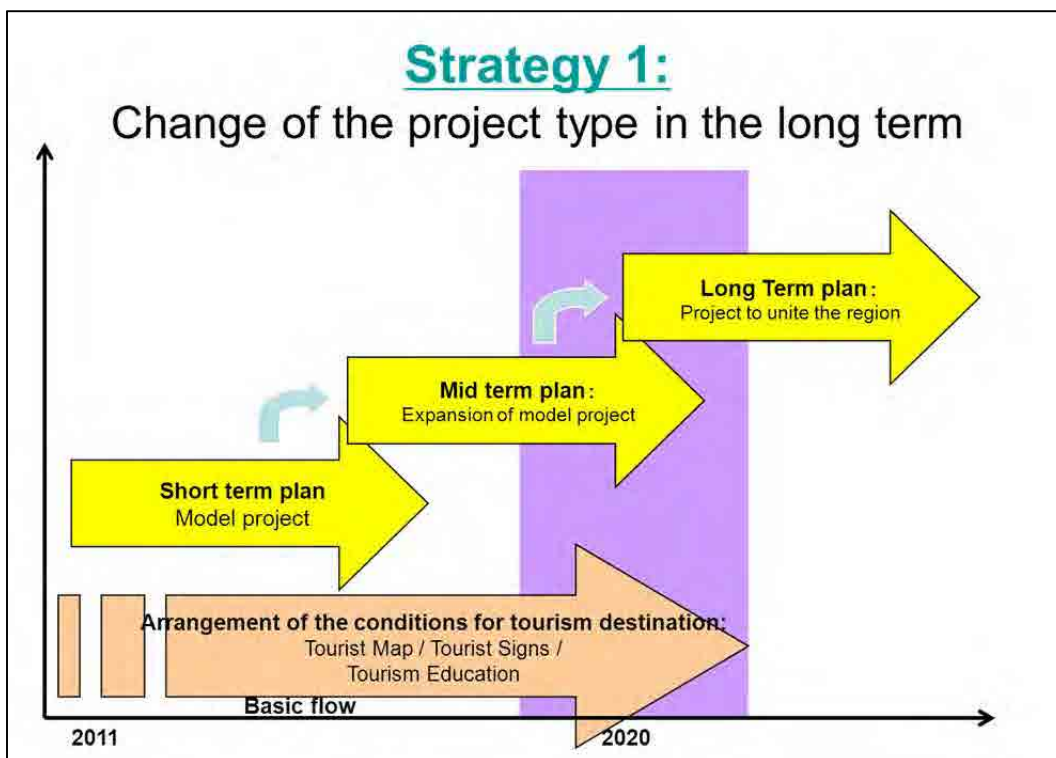 Strategy 1:
Change of the project type in the long term
Long Term plan:
Project to unite the region
Mid term plan:
Expansion of model project
Short term plan
Model project
Arrangement of the conditions for tourism destination:
Tourist Map / Tourist Signs /
Tourism Education
Basic flow
2011
2020